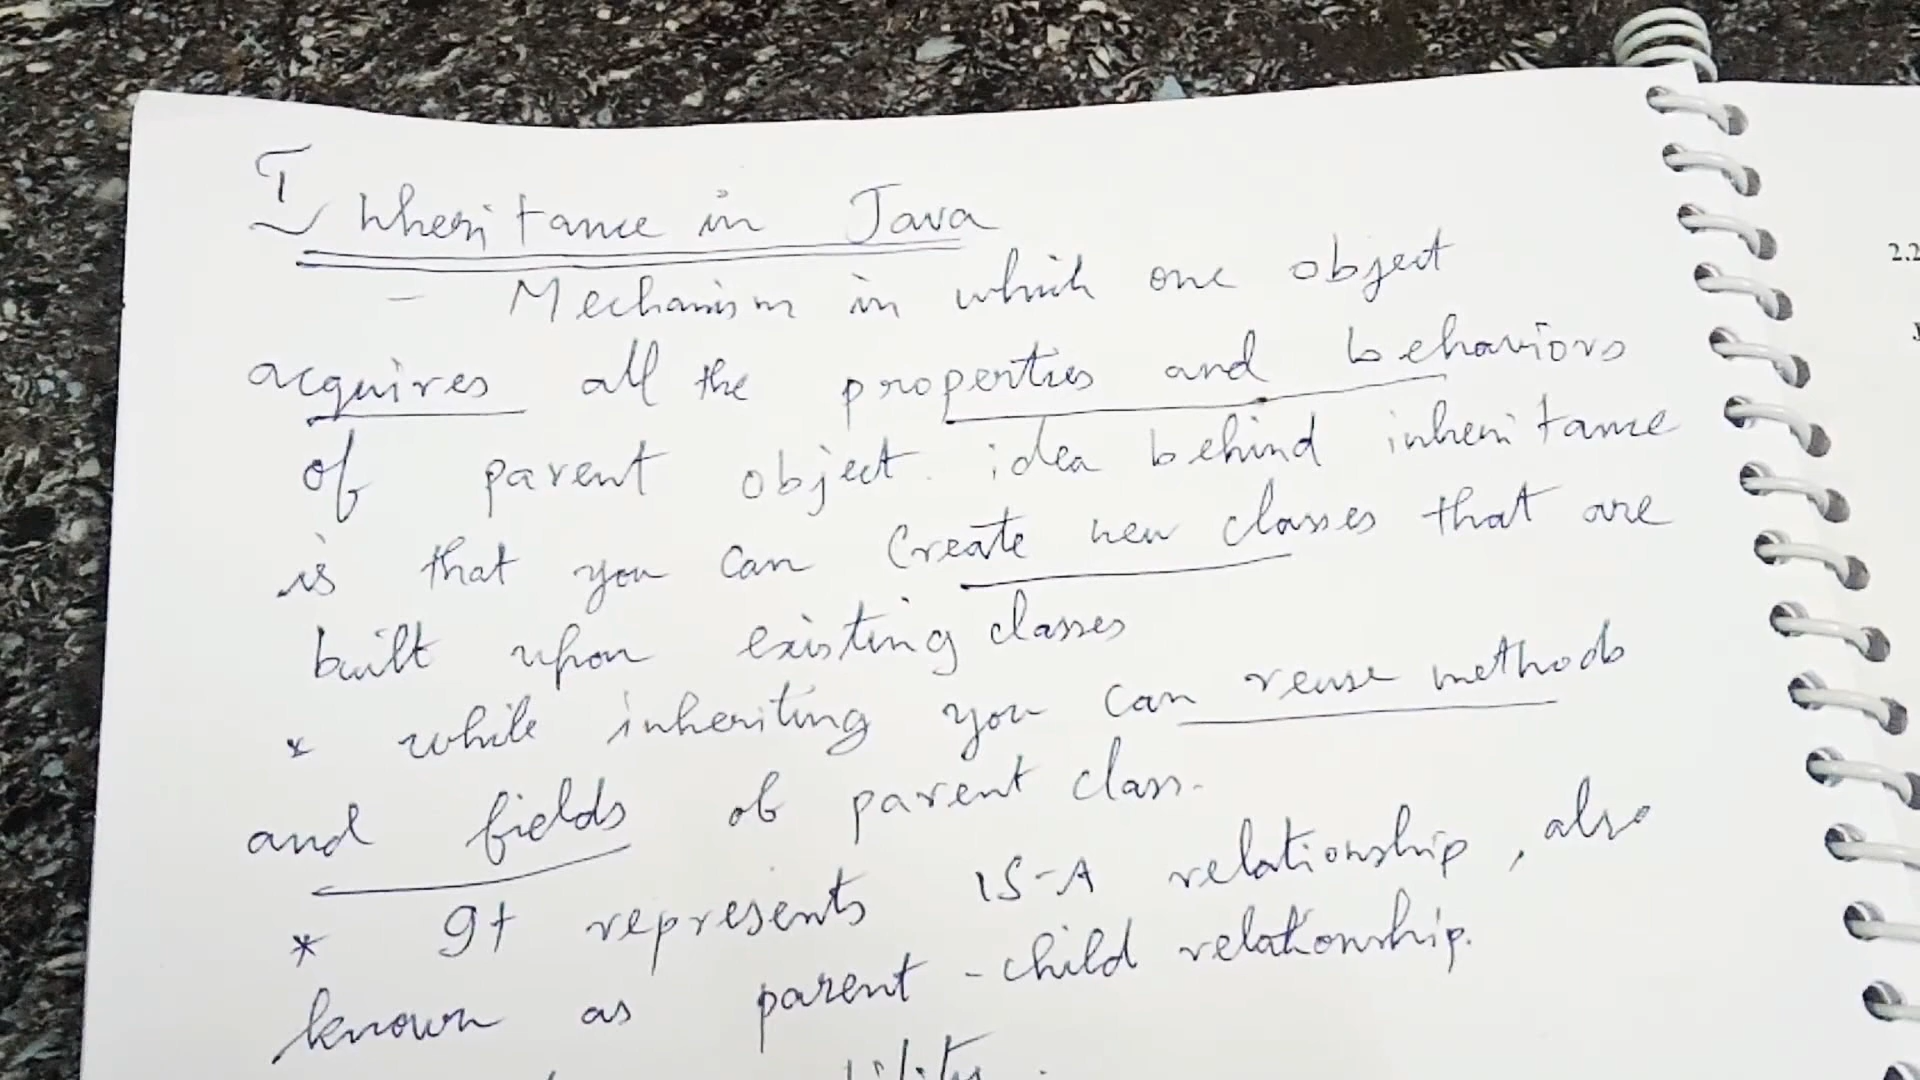 Inheritance in Java
- Mechanism in which one object
acquires all the properties and behaviors
of parent object. idea behind inheritance
is that you can Create new classes that are
built upon existing classes
* while inheriting you can reuse methods
and fields of parent class.
* It represents IS-A relationship, also
known as parent-child relationship.
2.2